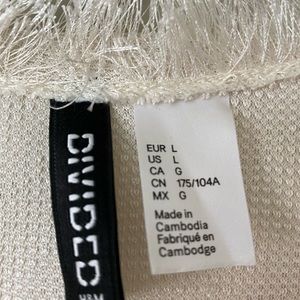 DIVIDED
H&M
EUR L
US L
CA G
CN 175/104A
MX G
Made in
Cambodia
Fabriqué en
Cambodge